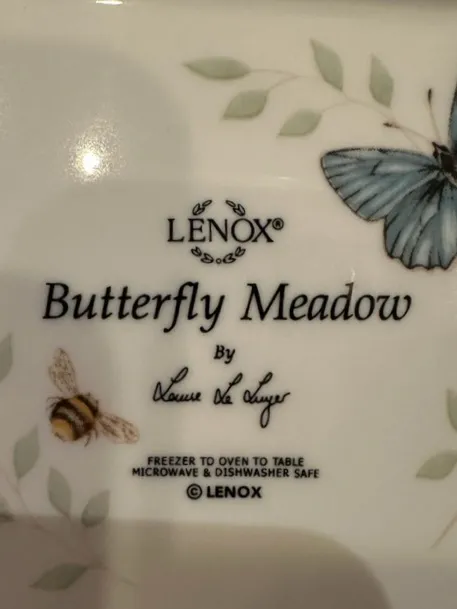 LENOX®
Butterfly Meadow
By
Louise Le Luyer
FREEZER TO OVEN TO TABLE
MICROWAVE & DISHWASHER SAFE
© LENOX